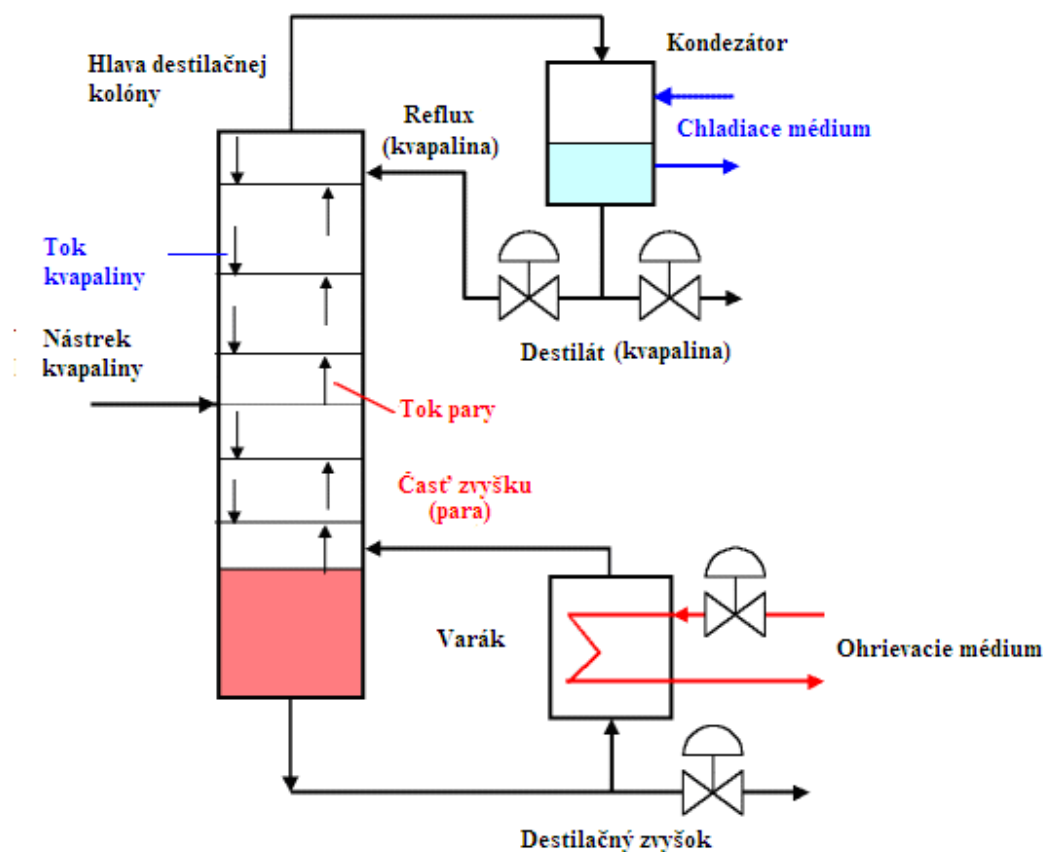 Kondezátor
Hlava destilačnej
kolóny
Reflux
(kvapalina)
Chladiace médium
Tok
kvapaliny
Nástrek
kvapaliny
Destilát (kvapalina)
Tok pary
Časť zvyšku
(para)
Varák
Ohrievacie médium
Destilačný zvyšok